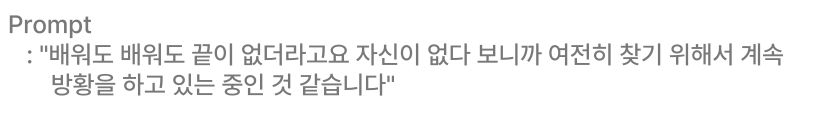 Prompt
: "배워도 배워도 끝이 없더라고요 자신이 없다 보니까 여전히 찾기 위해서 계속
방황을 하고 있는 중인 것 같습니다"